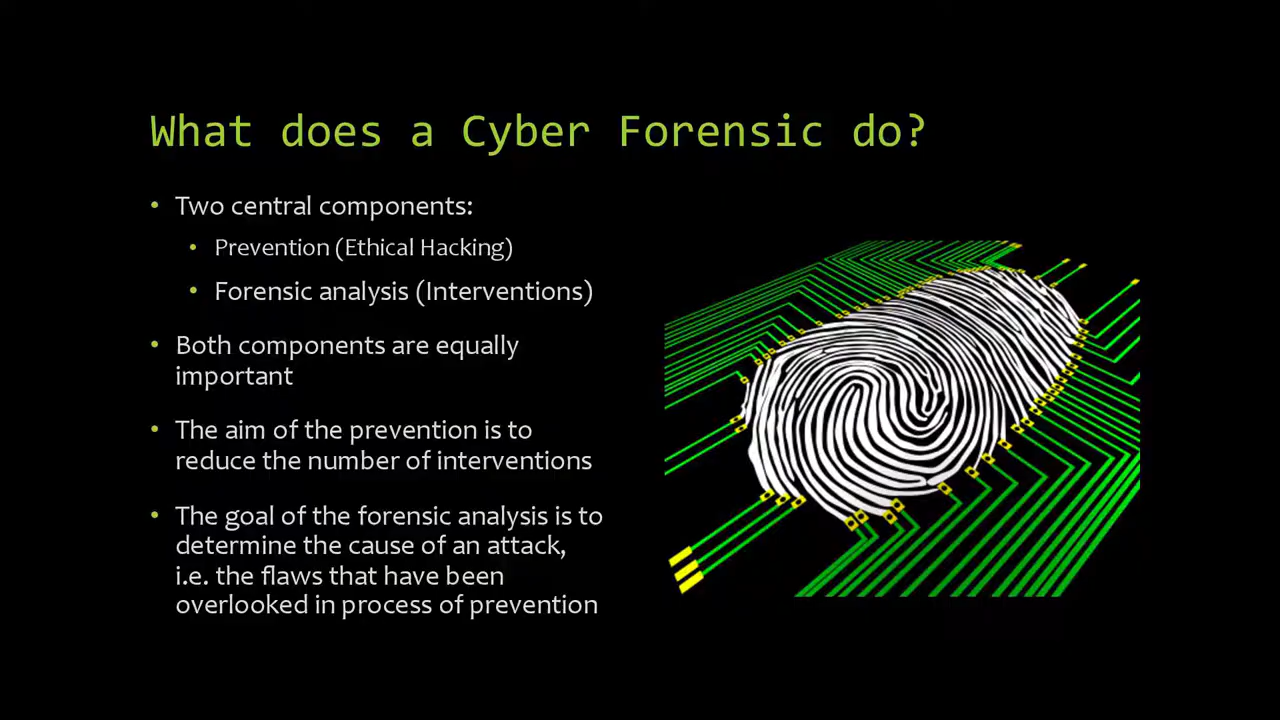 What does a Cyber Forensic do?
• Two central components:
• Prevention (Ethical Hacking)
• Forensic analysis (Interventions)
• Both components are equally
important
• The aim of the prevention is to
reduce the number of interventions
• The goal of the forensic analysis is to
determine the cause of an attack,
i.e. the flaws that have been
overlooked in process of prevention